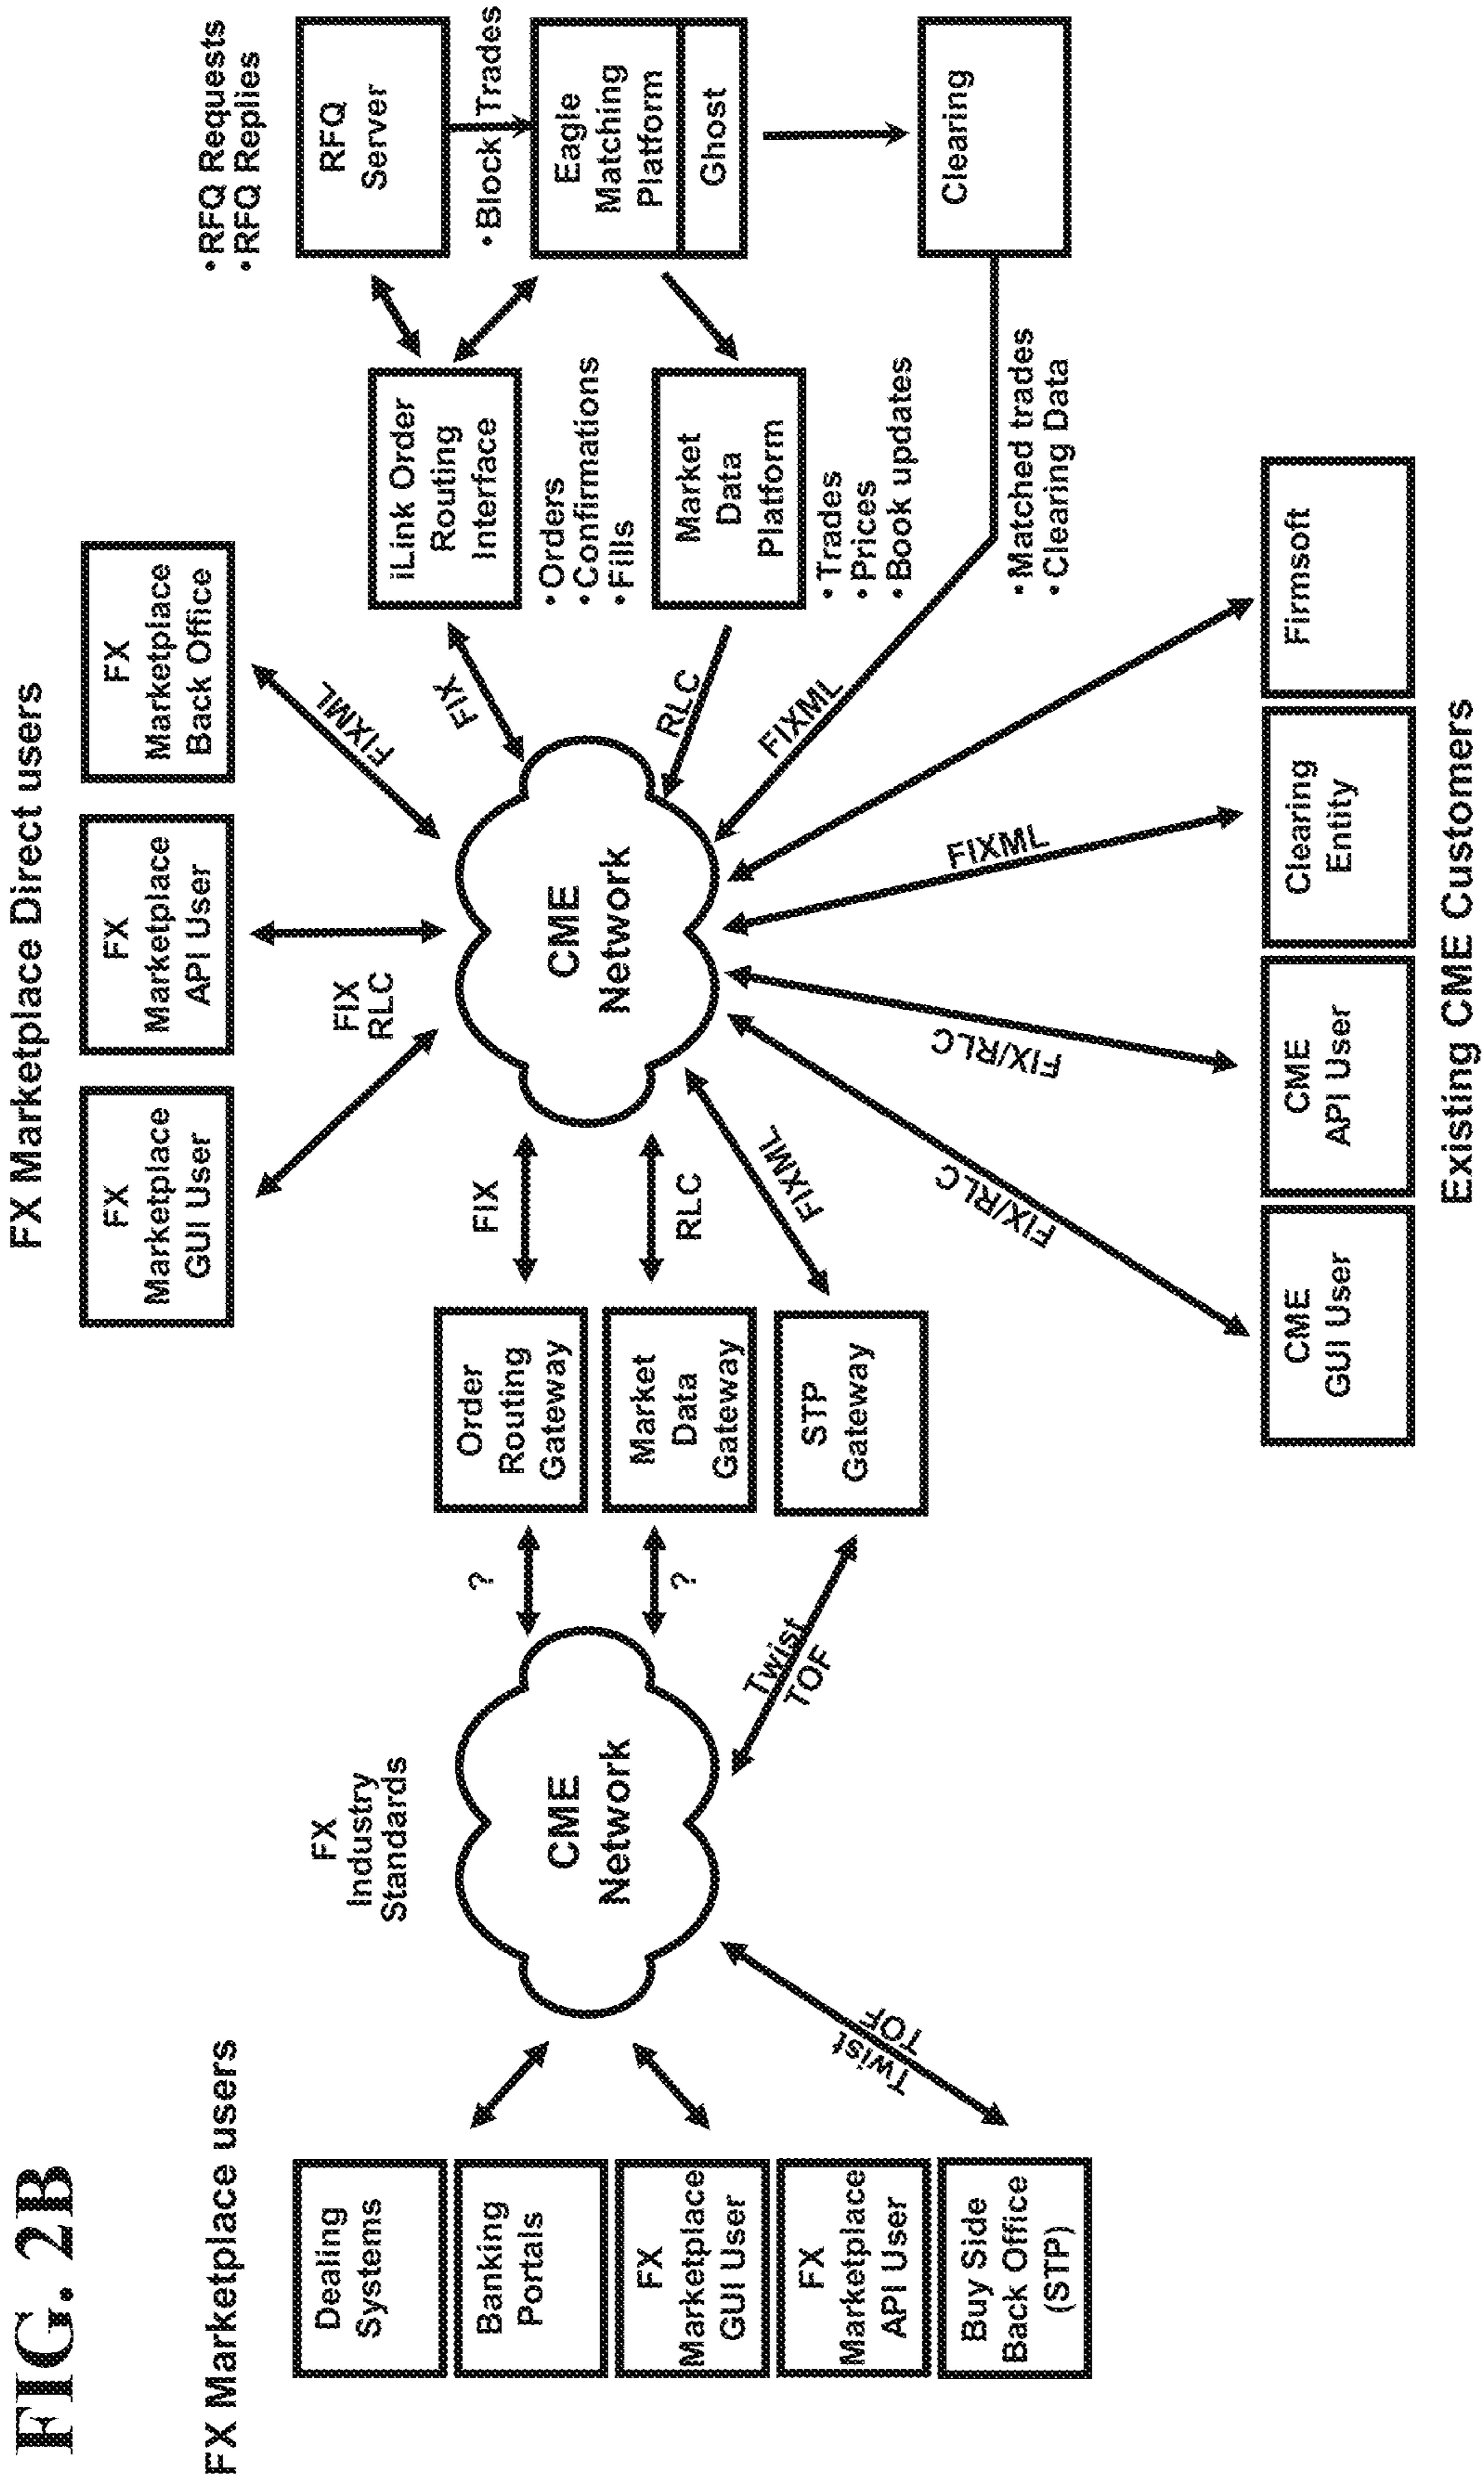 FIG. 2B
FX Marketplace users
Dealing
Systems
Banking
Portals
FX
Marketplace
GUI User
FX
Marketplace
API User
Buy Side
Back Office
(STP)
Twist
TOF
FX
Industry
Standards
CME
Network
?
?
Twist
TOF
Order
Routing
Gateway
Market
Data
Gateway
STP
Gateway
FIX
RLC
FIXML
FX Marketplace Direct users
FX
Marketplace
GUI User
FX
Marketplace
API User
FX
Marketplace
Back Office
FIX
RLC
FIXML
CME
Network
FIX
RLC
FIXML
iLink Order
Routing
Interface
•Orders
•Confirmations
•Fills
Market
Data
Platform
•Trades
•Prices
•Book updates
•RFQ Requests
•RFQ Replies
RFQ
Server
•Block Trades
Eagle
Matching
Platform
Ghost
Clearing
•Matched trades
•Clearing Data
FIX/RLC
FIX/RLC
FIXML
CME
GUI User
CME
API User
Clearing
Entity
Firmsoft
Existing CME Customers